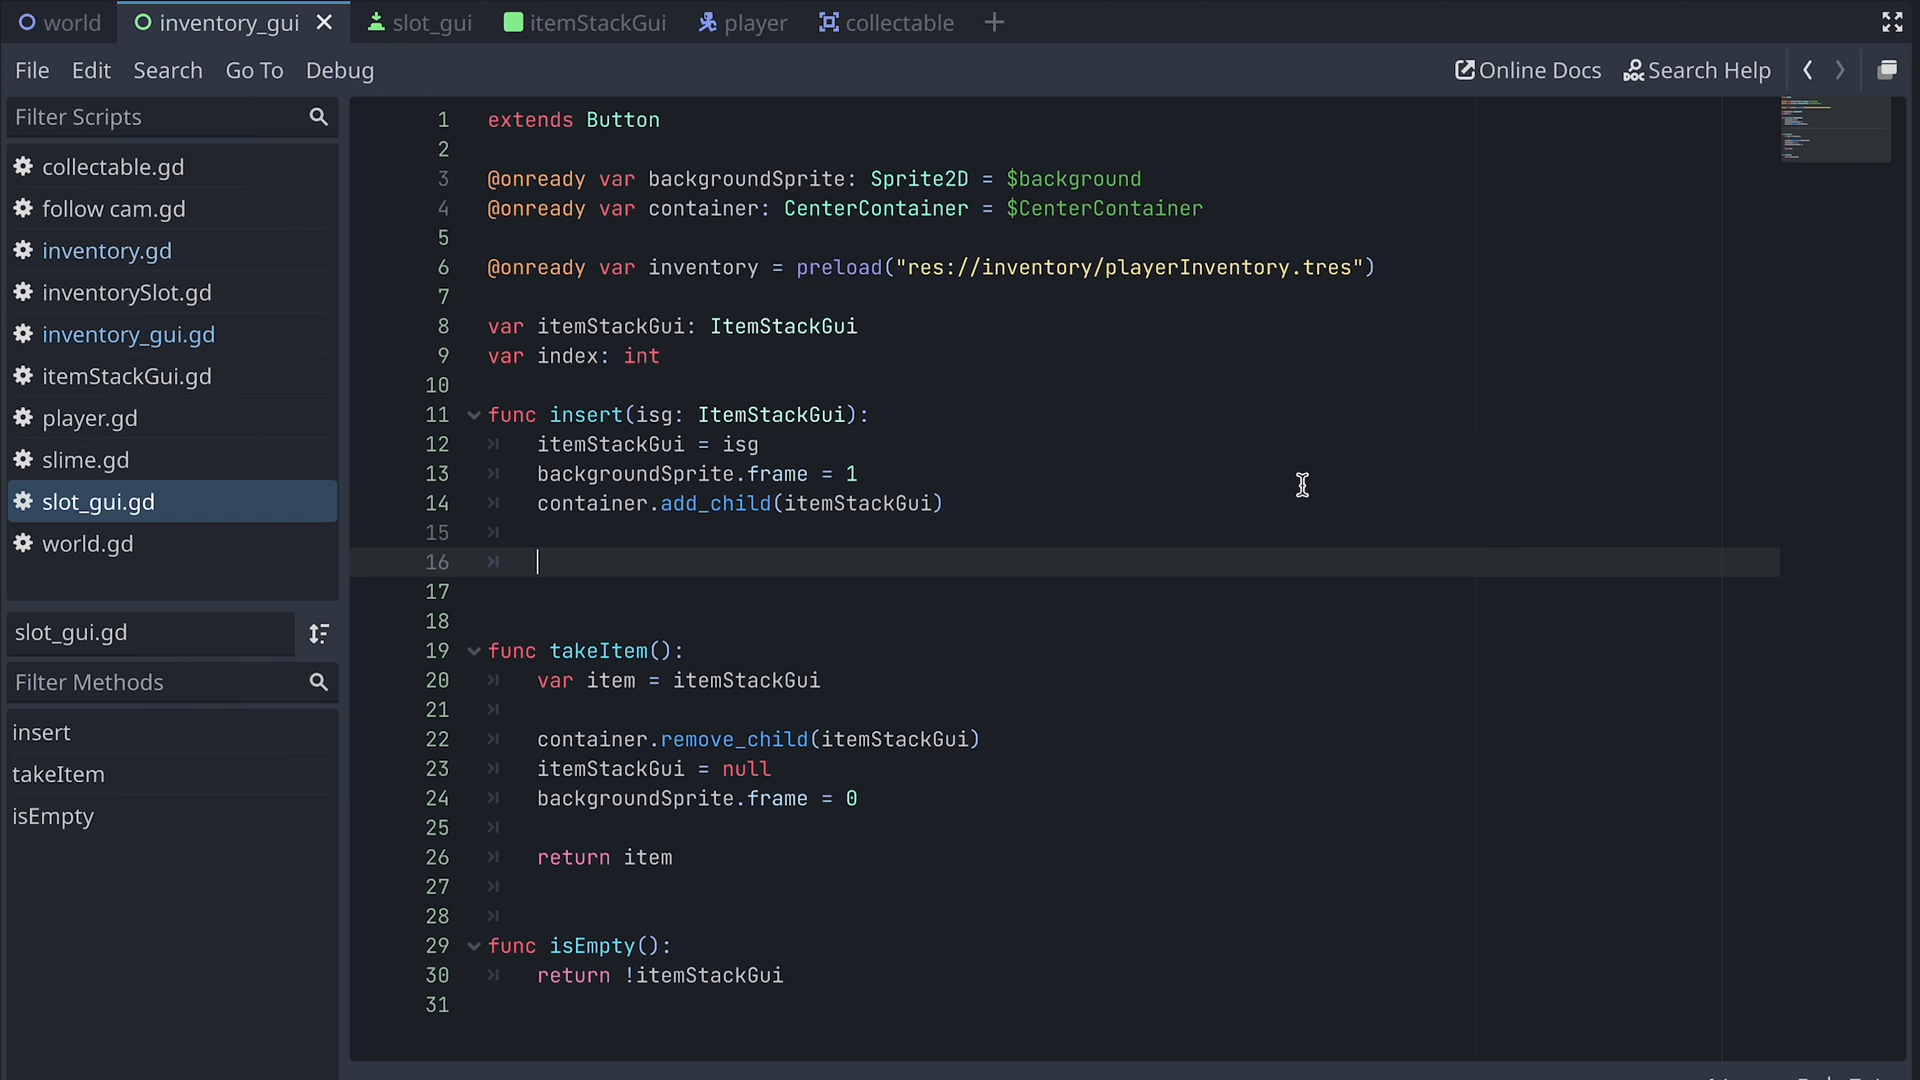 world inventory_gui slot_gui itemStackGui player collectable
File Edit Search Go To Debug Online Docs Search Help
Filter Scripts
collectable.gd
follow cam.gd
inventory.gd
inventorySlot.gd
inventory_gui.gd
itemStackGui.gd
player.gd
slime.gd
slot_gui.gd
world.gd
slot_gui.gd
Filter Methods
insert
takeItem
isEmpty
1 extends Button
2
3 @onready var backgroundSprite: Sprite2D = $background
4 @onready var container: CenterContainer = $CenterContainer
5
6 @onready var inventory = preload("res://inventory/playerInventory.tres")
7
8 var itemStackGui: ItemStackGui
9 var index: int
10
11 func insert(isg: ItemStackGui):
12 itemStackGui = isg
13 backgroundSprite.frame = 1
14 container.add_child(itemStackGui)
15
16
17
18
19 func takeItem():
20 var item = itemStackGui
21
22 container.remove_child(itemStackGui)
23 itemStackGui = null
24 backgroundSprite.frame = 0
25
26 return item
27
28
29 func isEmpty():
30 return !itemStackGui
31